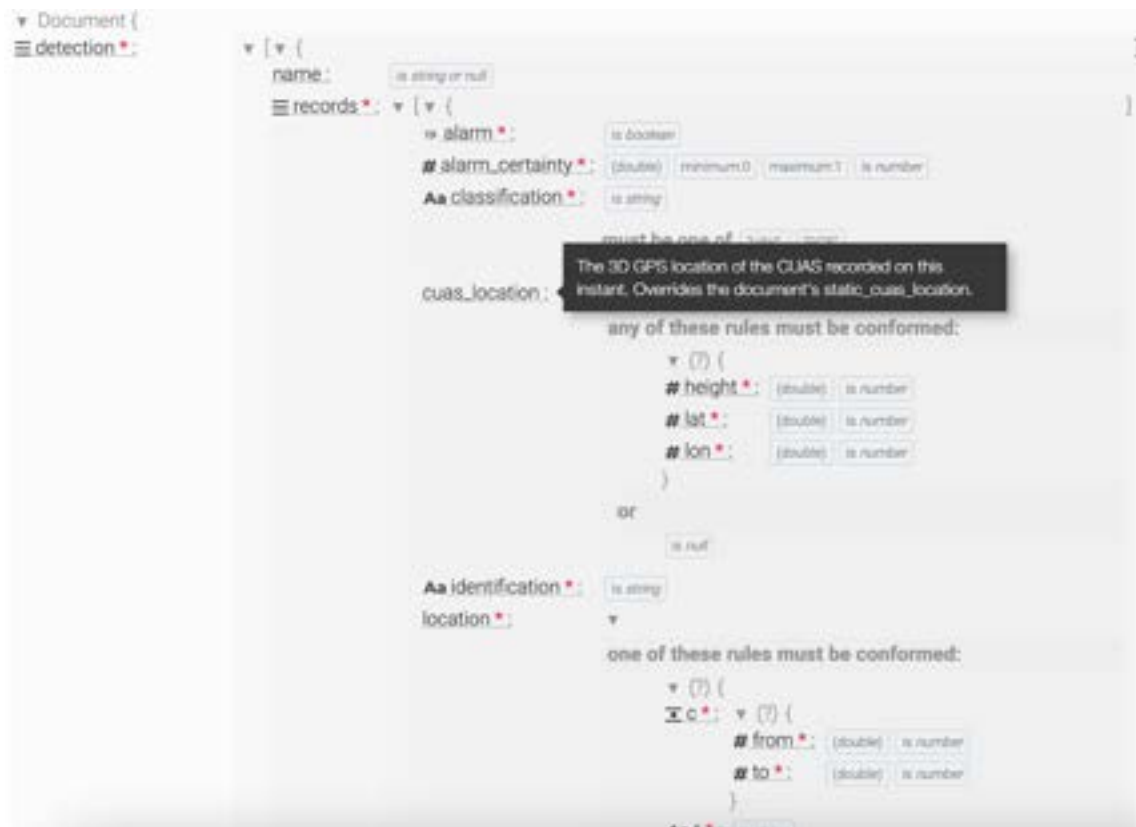 ▾ Document {
☰ detection * : ▾ [ ▾ {
name : is string or null
☰ records * : ▾ [ ▾ { ]
alarm * : is boolean
# alarm_certainty * : (double) minimum:0 maximum:1 is number
Aa classification * : is string
must be one of
The 3D GPS location of the CUAS recorded on this
cuas_location : instant. Overrides the document's static_cuas_location.
any of these rules must be conformed:
▾ (?) {
# height * : (double) is number
# lat * : (double) is number
# lon * : (double) is number
}
or
is null
Aa identification * : is string
location * : ▾
one of these rules must be conformed:
▾ (?) {
c * : ▾ (?) {
# from * : (double) is number
# to * : (double) is number
}